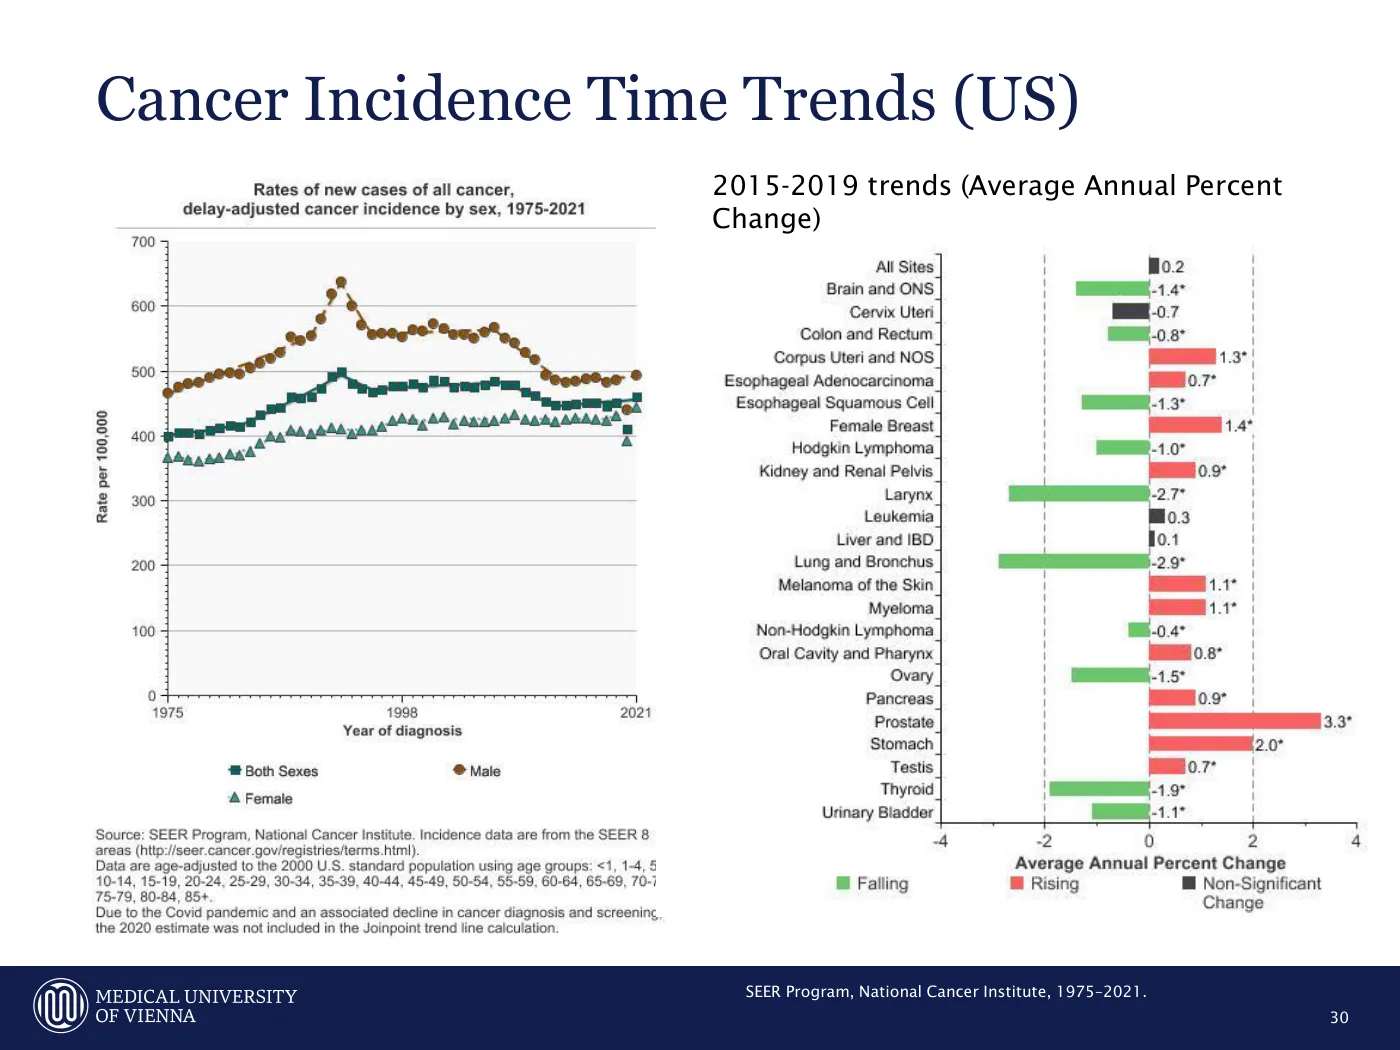 Cancer Incidence Time Trends (US)
Rates of new cases of all cancer,
delay-adjusted cancer incidence by sex, 1975-2021
700
600
500
400
300
200
100
0
Rate per 100,000
1975
1998
2021
Year of diagnosis
Both Sexes
Male
Female
Source: SEER Program, National Cancer Institute. Incidence data are from the SEER 8
areas (http://seer.cancer.gov/registries/terms.html).
Data are age-adjusted to the 2000 U.S. standard population using age groups: <1, 1-4, 5
10-14, 15-19, 20-24, 25-29, 30-34, 35-39, 40-44, 45-49, 50-54, 55-59, 60-64, 65-69, 70-
75-79, 80-84, 85+.
Due to the Covid pandemic and an associated decline in cancer diagnosis and screening,
the 2020 estimate was not included in the Joinpoint trend line calculation.
2015-2019 trends (Average Annual Percent
Change)
All Sites 0.2
Brain and ONS -1.4*
Cervix Uteri -0.7
Colon and Rectum -0.8*
Corpus Uteri and NOS 1.3*
Esophageal Adenocarcinoma 0.7*
Esophageal Squamous Cell -1.3*
Female Breast 1.4*
Hodgkin Lymphoma -1.0*
Kidney and Renal Pelvis 0.9*
Larynx -2.7*
Leukemia 0.3
Liver and IBD 0.1
Lung and Bronchus -2.9*
Melanoma of the Skin 1.1*
Myeloma 1.1*
Non-Hodgkin Lymphoma -0.4*
Oral Cavity and Pharynx 0.8*
Ovary -1.5*
Pancreas 0.9*
Prostate 3.3*
Stomach 2.0*
Testis 0.7*
Thyroid -1.9*
Urinary Bladder -1.1*
-4 -2 0 2 4
Average Annual Percent Change
Falling
Rising
Non-Significant
Change
MEDICAL UNIVERSITY
OF VIENNA
SEER Program, National Cancer Institute, 1975–2021.
30